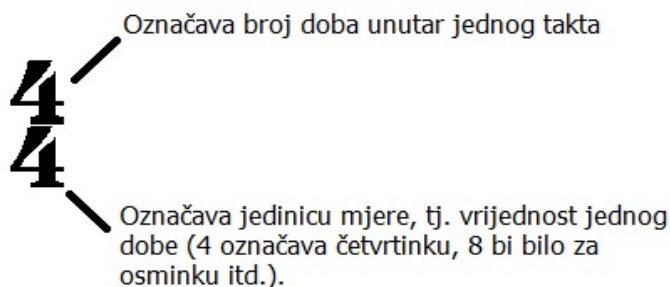 Označava broj doba unutar jednog takta
4
4
Označava jedinicu mjere, tj. vrijednost jednog
dobe (4 označava četvrtinku, 8 bi bilo za
osminku itd.).